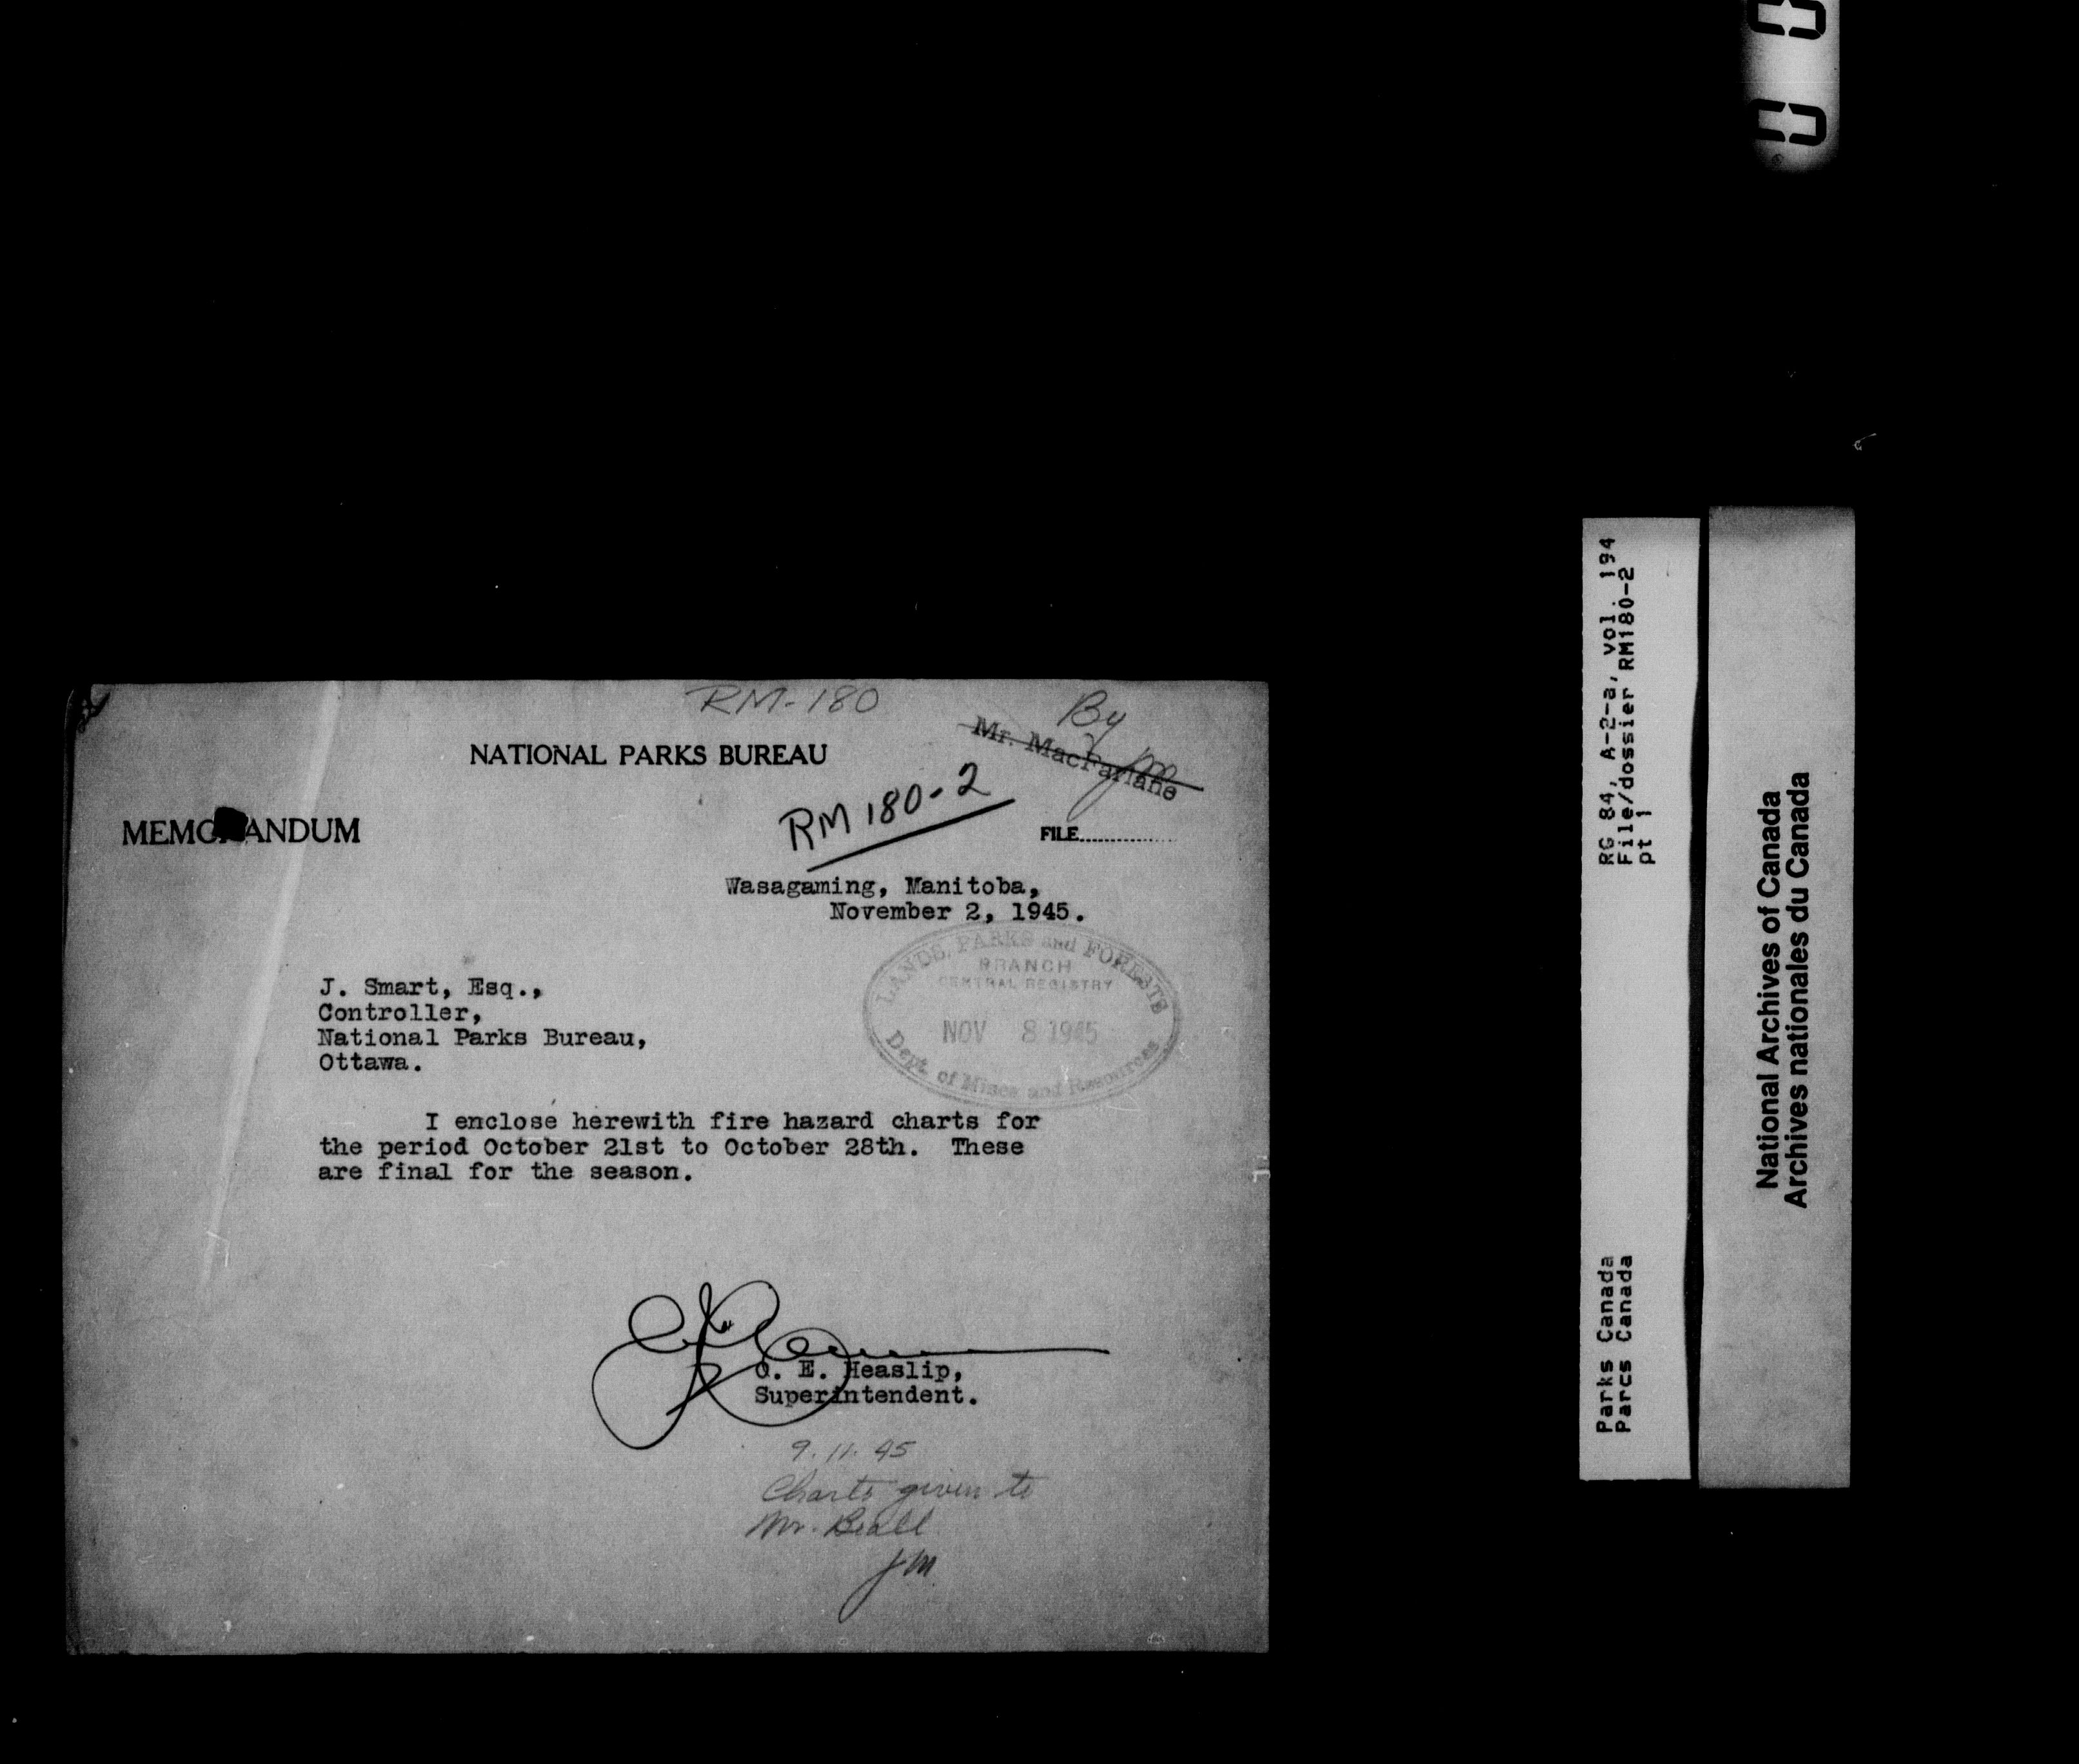 RM-180
By
NATIONAL PARKS BUREAU
Mr. MacFarlane
RM 180-2
MEMORANDUM
FILE
Wasagaming, Manitoba,
November 2, 1945.
LANDS, PARKS and FORESTS
BRANCH
CENTRAL REGISTRY
NOV 8 1945
Dept. of Mines and Resources
J. Smart, Esq.,
Controller,
National Parks Bureau,
Ottawa.
I enclose herewith fire hazard charts for
the period October 21st to October 28th. These
are final for the season.
O. E. Heaslip,
Superintendent.
9.11.45
Charts given to
Mr. Beall
JM
RG 84, A-2-a, vol. 194
File/dossier RM180-2
pt 1
Parks Canada
Parcs Canada
National Archives of Canada
Archives nationales du Canada